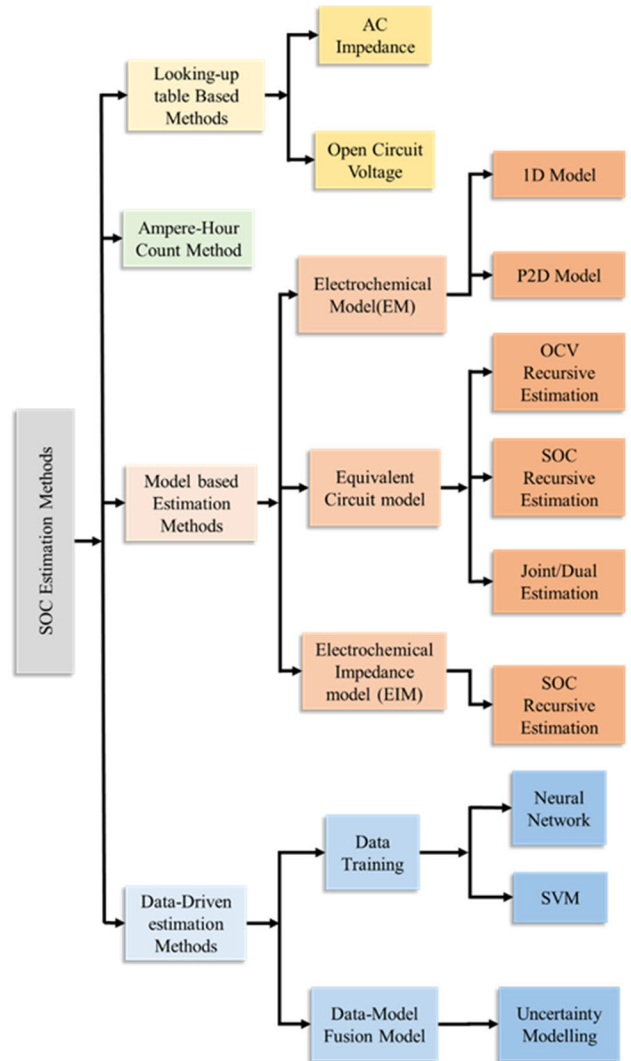 SOC Estimation Methods
Looking-up
table Based
Methods
AC
Impedance
Open Circuit
Voltage
Ampere-Hour
Count Method
Model based
Estimation
Methods
Electrochemical
Model(EM)
1D Model
P2D Model
Equivalent
Circuit model
OCV
Recursive
Estimation
SOC
Recursive
Estimation
Joint/Dual
Estimation
Electrochemical
Impedance
model (EIM)
SOC
Recursive
Estimation
Data-Driven
estimation
Methods
Data
Training
Neural
Network
SVM
Data-Model
Fusion Model
Uncertainty
Modelling